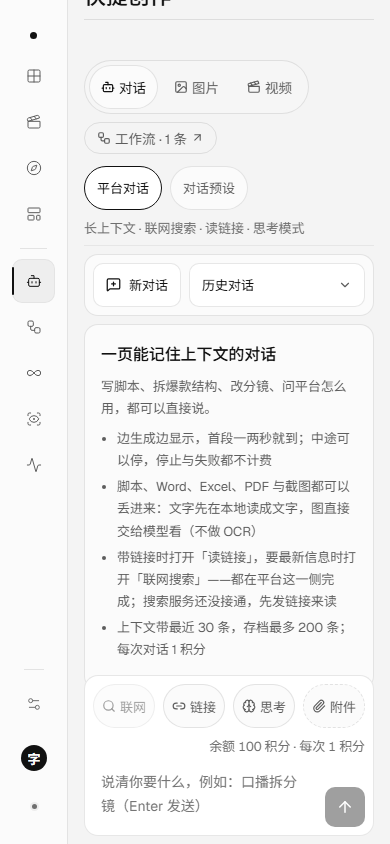 快捷创作
对话
图片
视频
工作流 · 1 条
平台对话
对话预设
长上下文 · 联网搜索 · 读链接 · 思考模式
新对话
历史对话
一页能记住上下文的对话
写脚本、拆爆款结构、改分镜、问平台怎么
用，都可以直接说。
边生成边显示，首段一两秒就到；中途可
以停，停止与失败都不计费
脚本、Word、Excel、PDF 与截图都可以
丢进来：文字先在本地读成文字，图直接
交给模型看（不做 OCR）
带链接时打开「读链接」，要最新信息时打
开「联网搜索」——都在平台这一侧完
成；搜索服务还没接通，先发链接来读
上下文带最近 30 条，存档最多 200 条；
每次对话 1 积分
联网
链接
思考
附件
余额 100 积分 · 每次 1 积分
字
说清你要什么，例如：口播拆分
镜（Enter 发送）